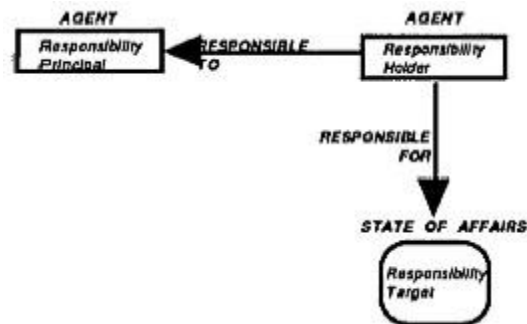 AGENT
Responsibility
Principal
RESPONSIBLE
TO
AGENT
Responsibility
Holder
RESPONSIBLE
FOR
STATE OF AFFAIRS
Responsibility
Target